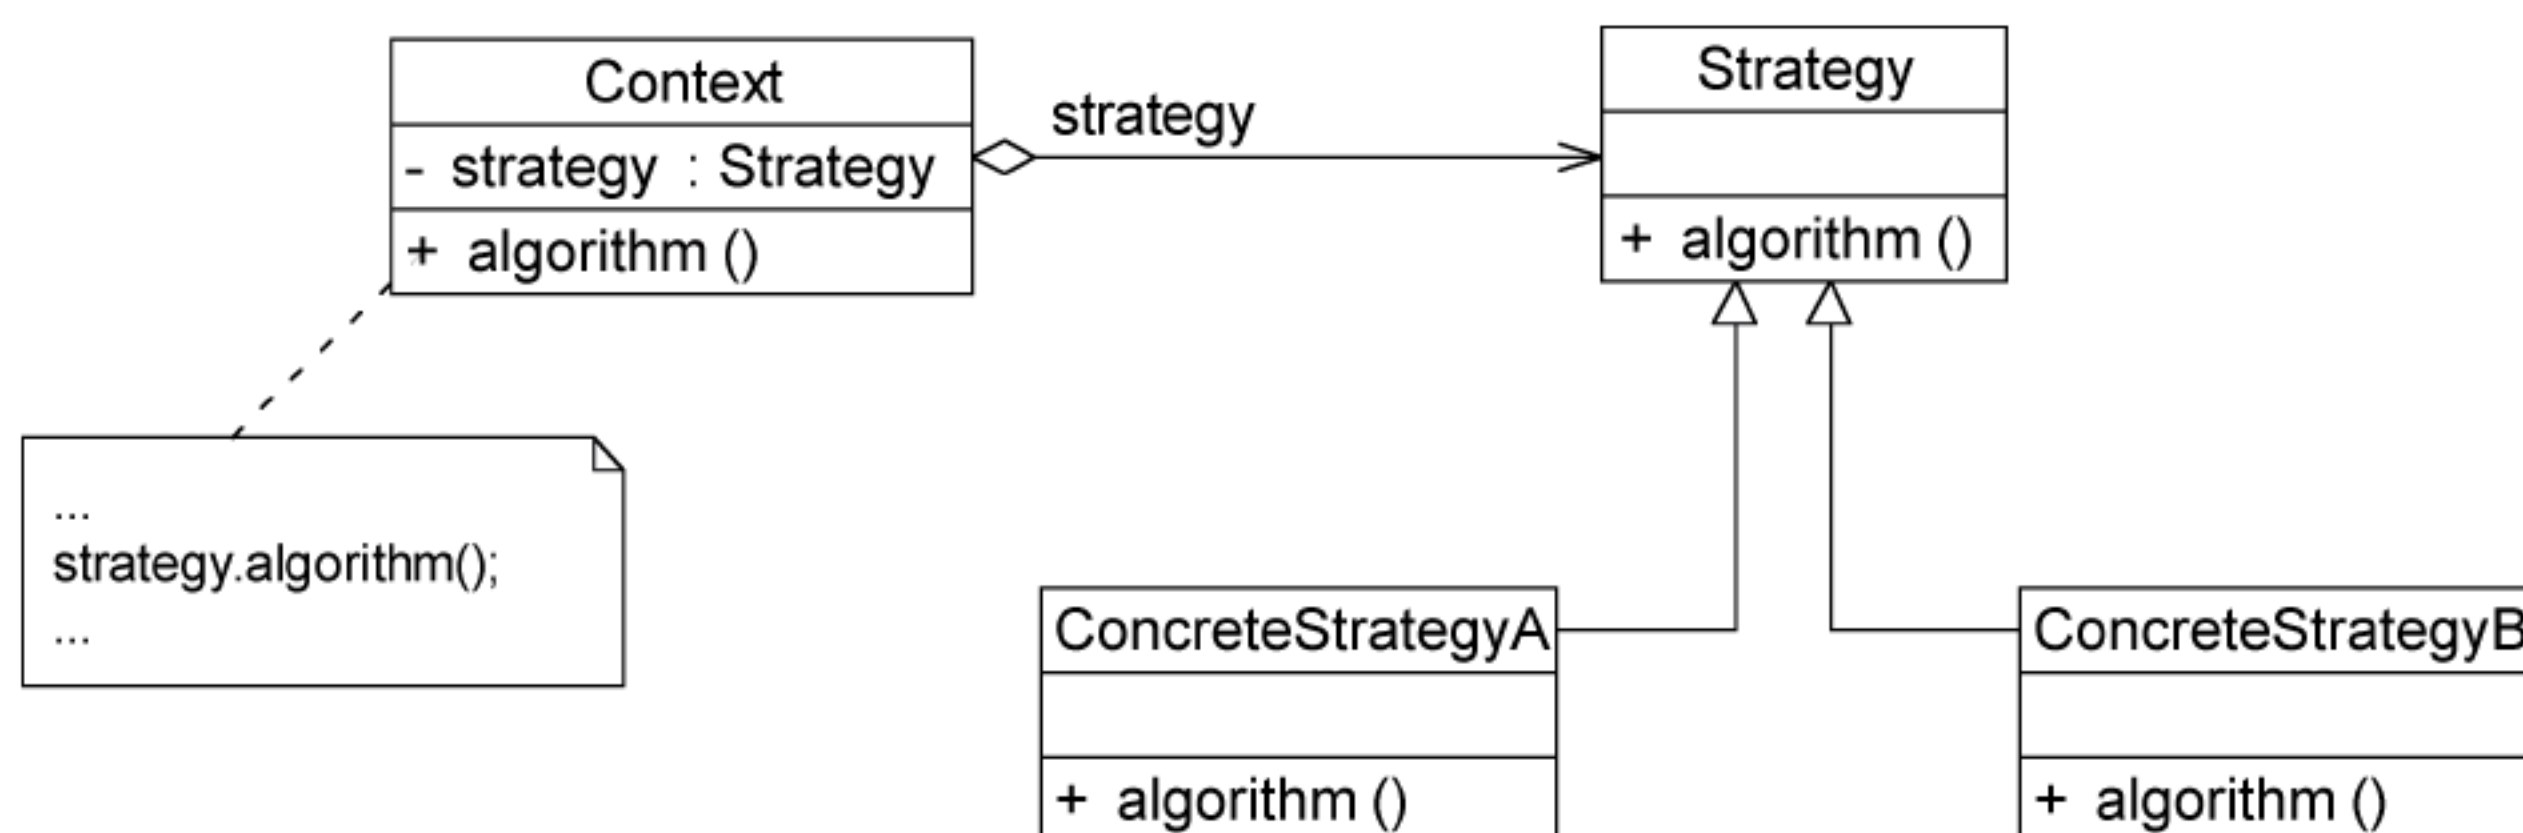 Context
- strategy : Strategy
+ algorithm ()
strategy
Strategy
+ algorithm ()
...
strategy.algorithm();
...
ConcreteStrategyA
+ algorithm ()
ConcreteStrategyB
+ algorithm ()